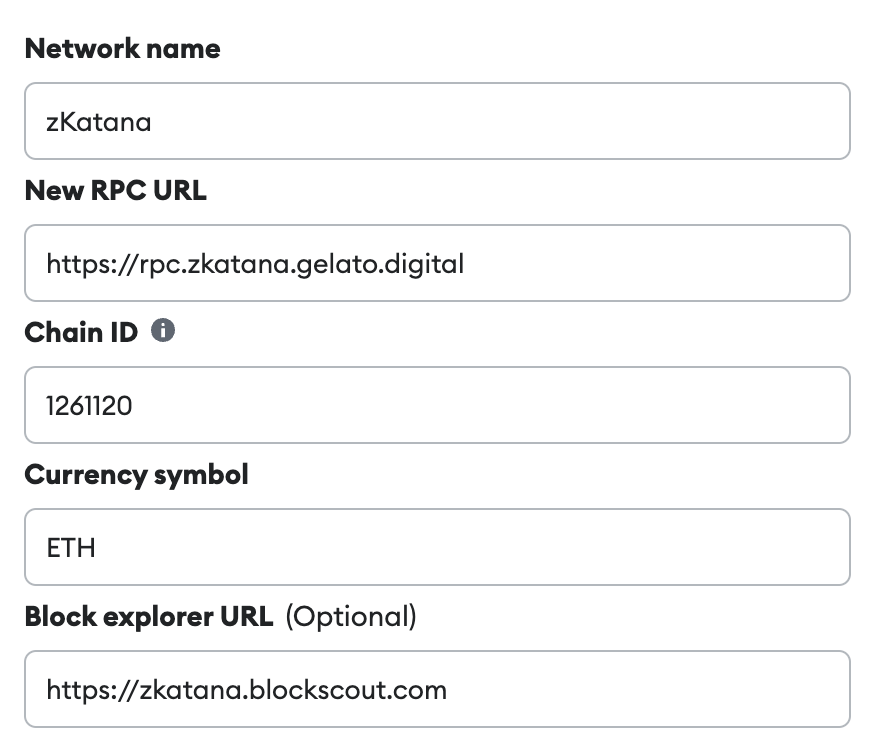 Network name
zKatana
New RPC URL
https://rpc.zkatana.gelato.digital
Chain ID
1261120
Currency symbol
ETH
Block explorer URL (Optional)
https://zkatana.blockscout.com